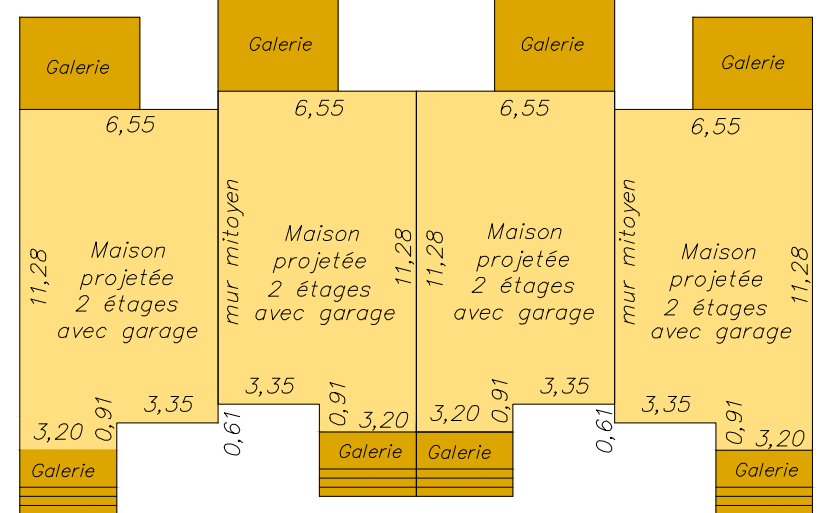 Galerie
Galerie
Galerie
Galerie
6,55
6,55
6,55
6,55
11,28
Maison
projetée
2 étages
avec garage
mur mitoyen
Maison
projetée
2 étages
avec garage
11,28
11,28
Maison
projetée
2 étages
avec garage
mur mitoyen
Maison
projetée
2 étages
avec garage
11,28
3,20
0,91
3,35
0,61
3,35
0,91
3,20
3,20
0,91
3,35
0,61
3,35
0,91
3,20
Galerie
Galerie
Galerie
Galerie